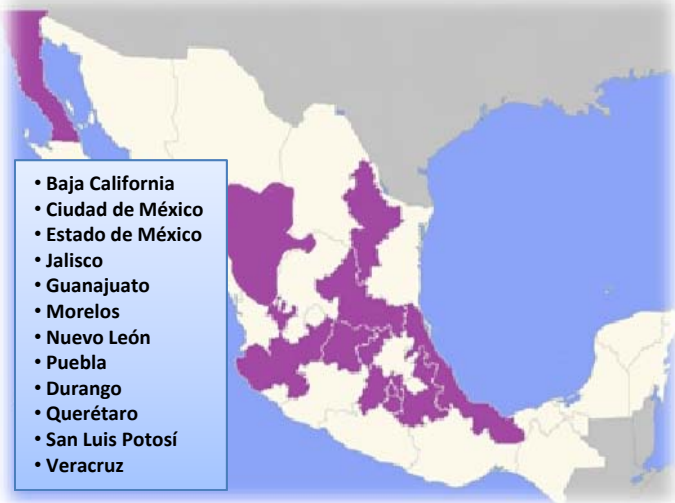 • Baja California
• Ciudad de México
• Estado de México
• Jalisco
• Guanajuato
• Morelos
• Nuevo León
• Puebla
• Durango
• Querétaro
• San Luis Potosí
• Veracruz